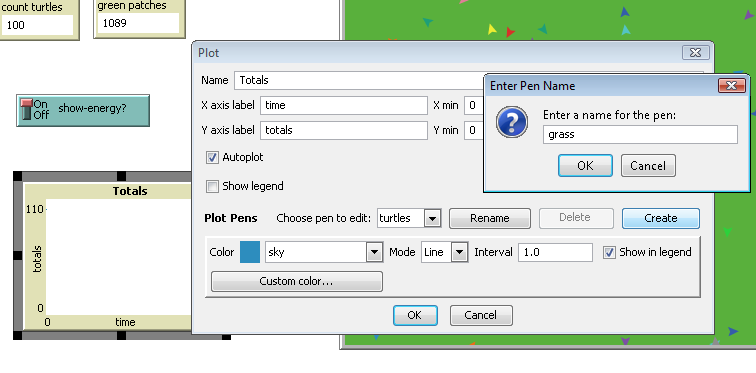 count turtles
100
green patches
1089
On
Off
show-energy?
Totals
110
totals
0
0
time
Plot
Name
Totals
X axis label
time
X min
0
Y axis label
totals
Y min
0
Autoplot
Show legend
Plot Pens
Choose pen to edit:
turtles
Rename
Delete
Create
Color
sky
Mode
Line
Interval
1.0
Show in legend
Custom color...
OK
Cancel
Enter Pen Name
?
Enter a name for the pen:
grass
OK
Cancel